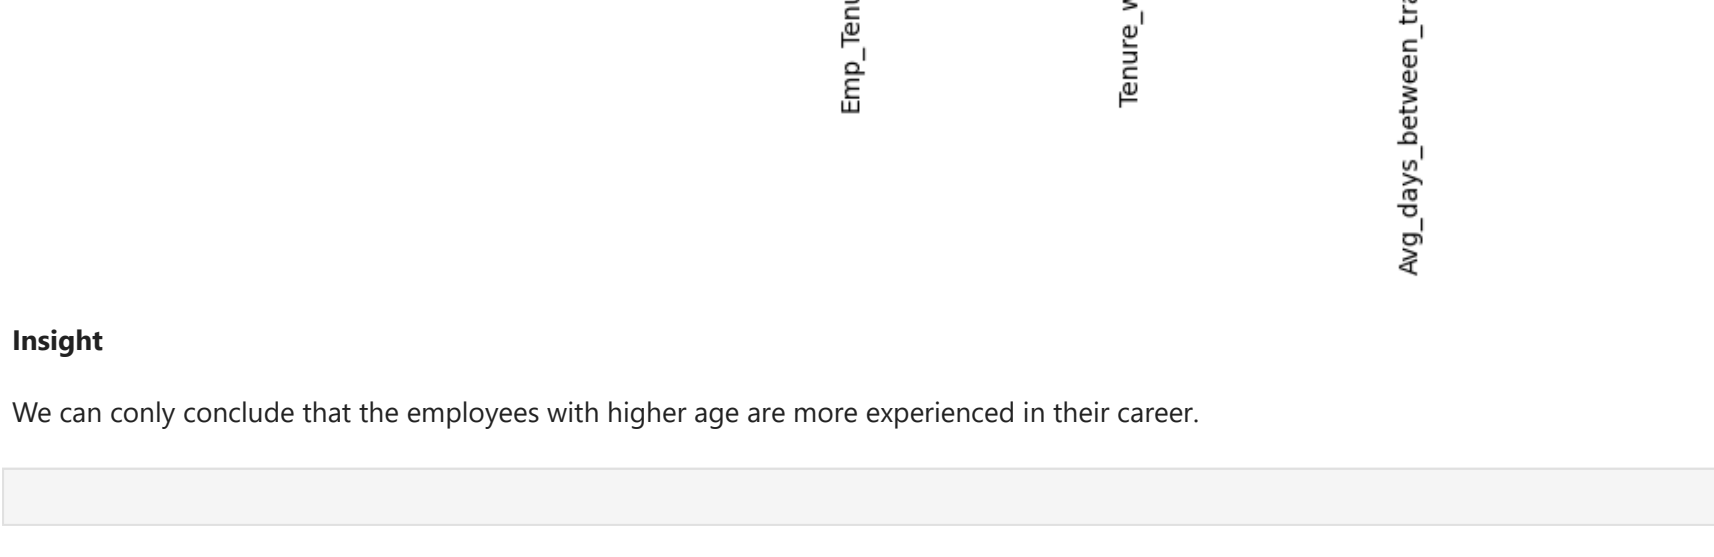 Emp_Tenu
Tenure_w
Avg_days_between_tra
Insight
We can conly conclude that the employees with higher age are more experienced in their career.